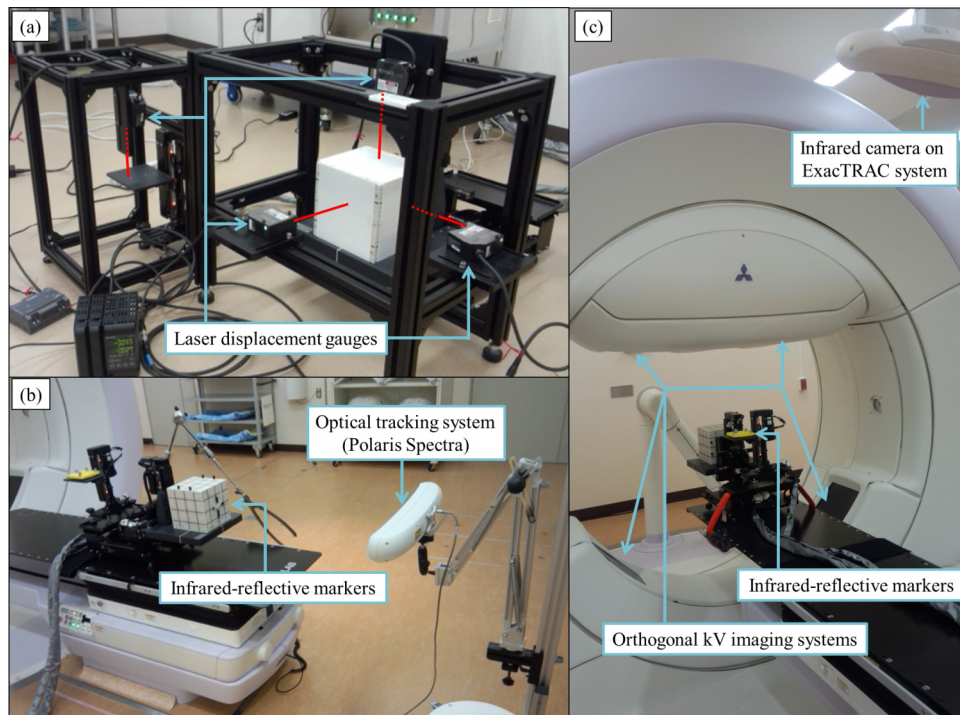 (a)
Laser displacement gauges
(b)
Optical tracking system
(Polaris Spectra)
Infrared-reflective markers
(c)
Infrared camera on
ExacTRAC system
Infrared-reflective markers
Orthogonal kV imaging systems